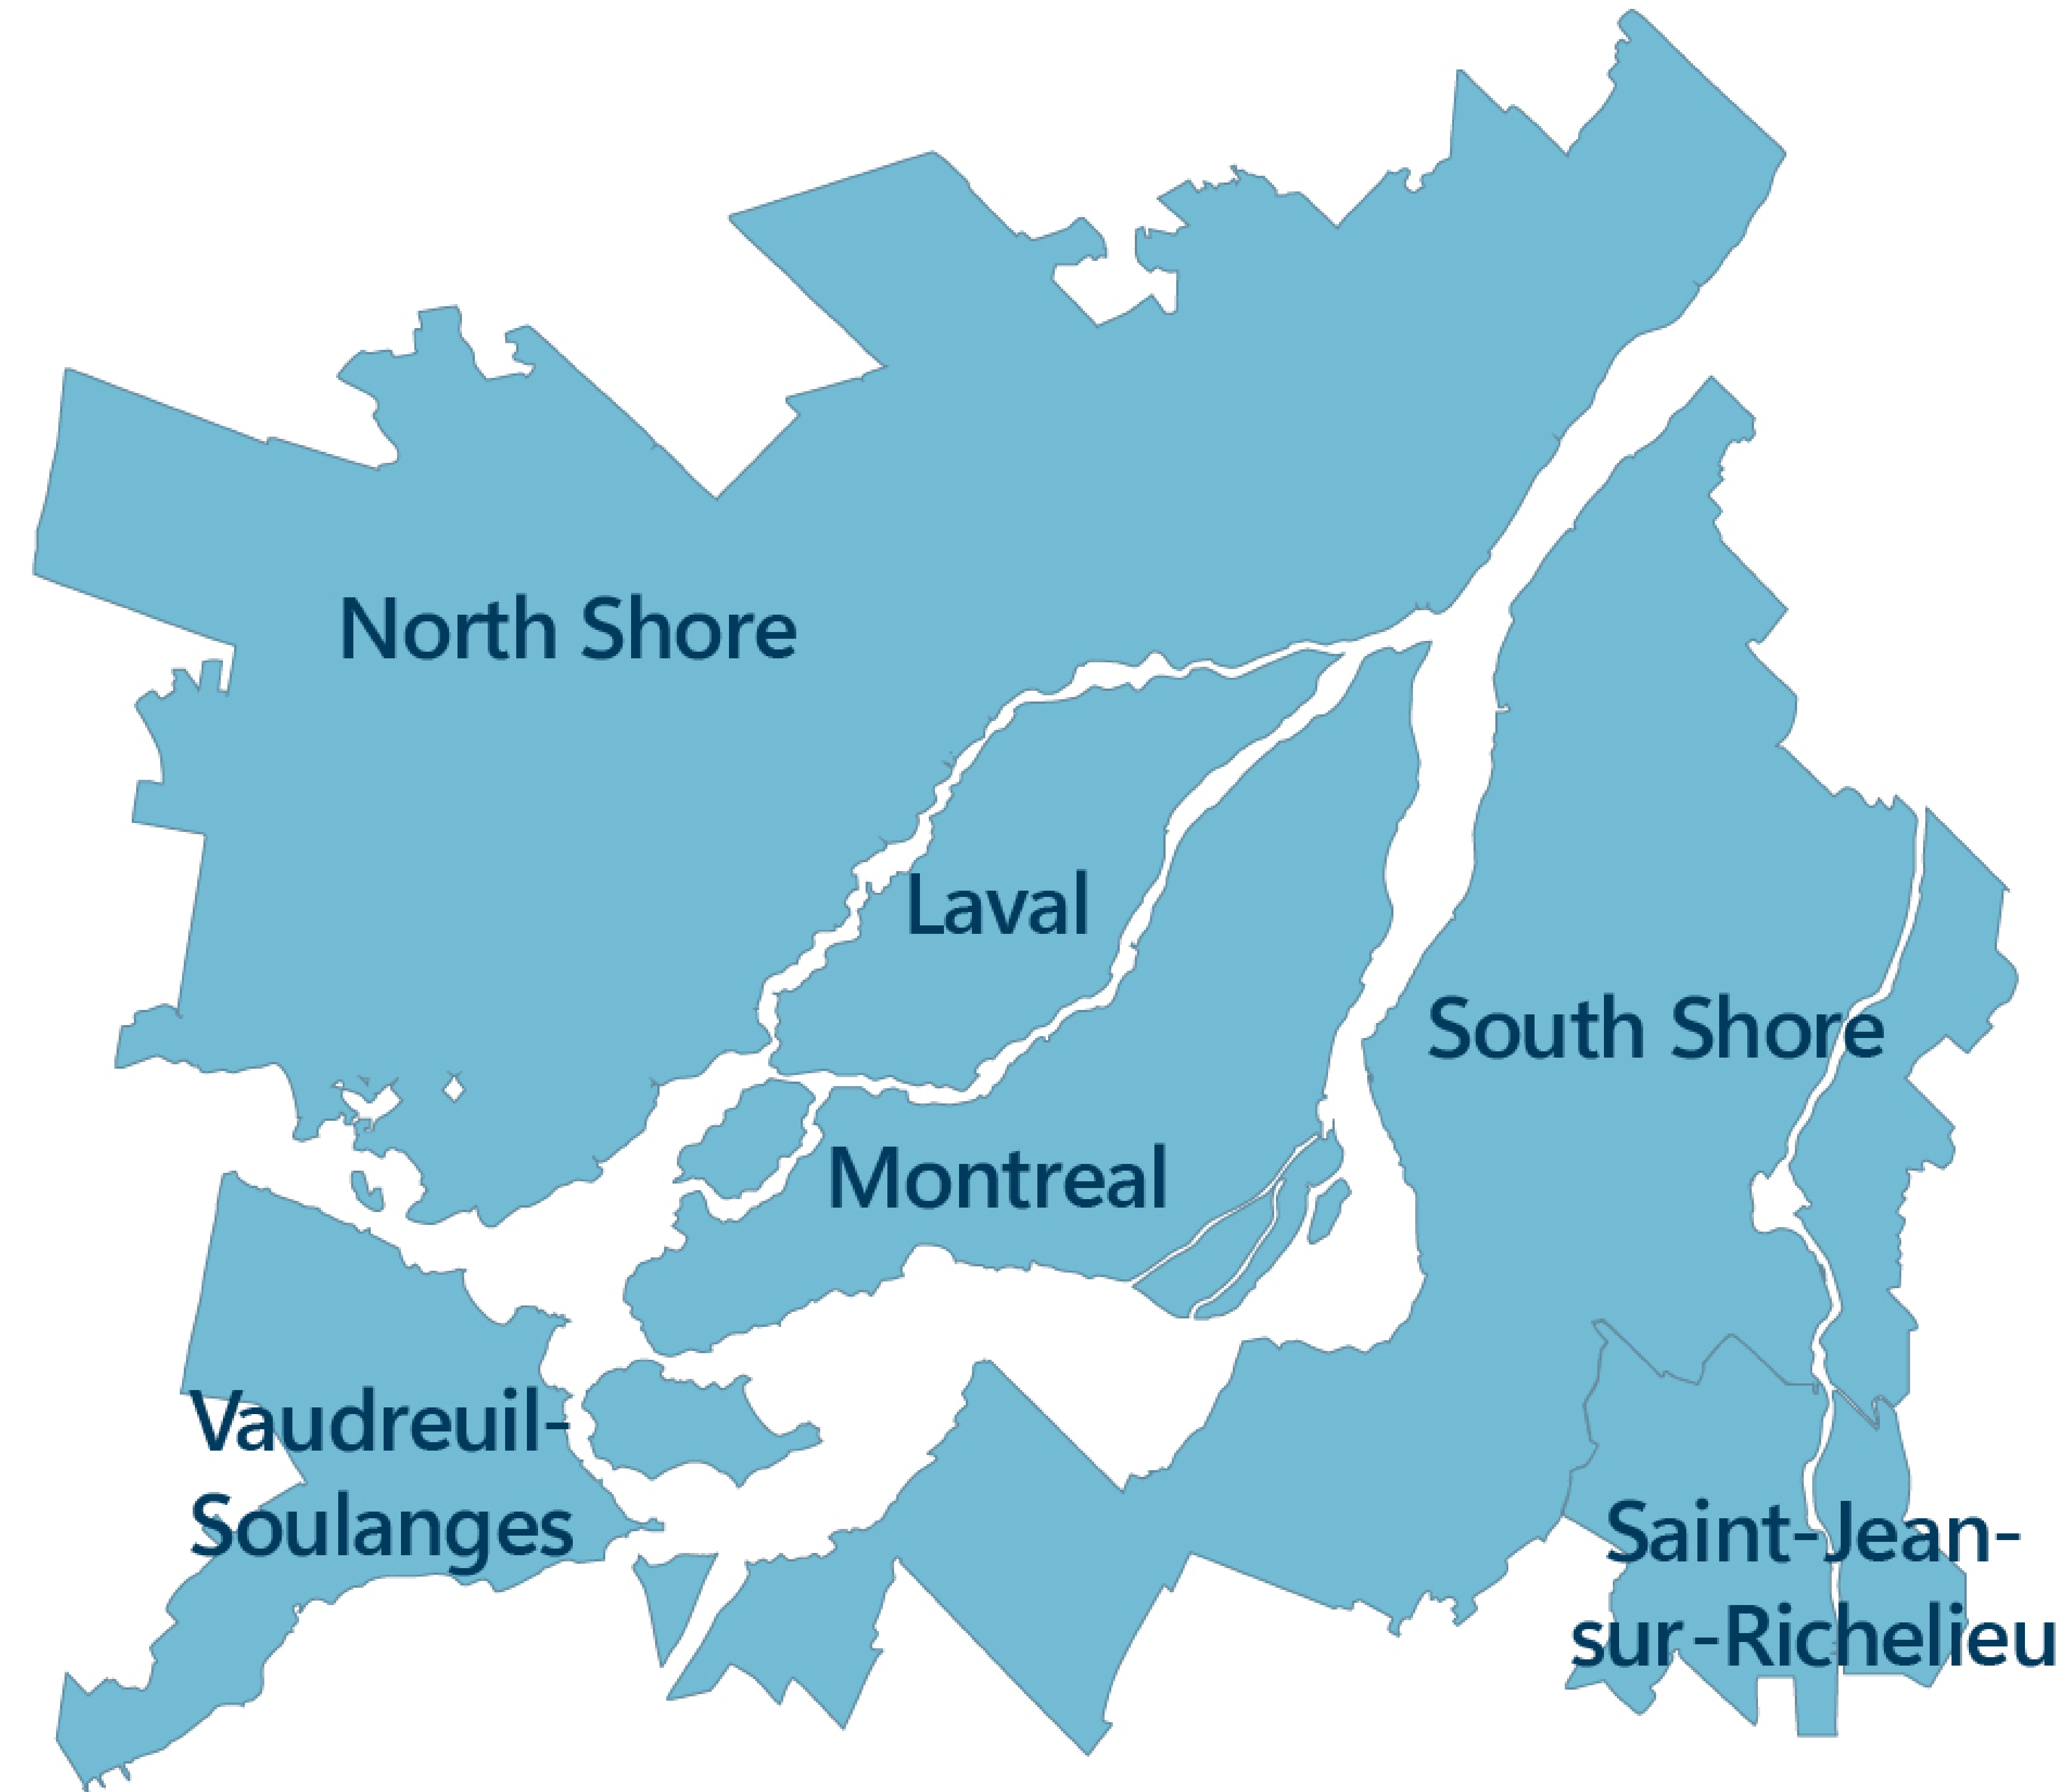 North Shore
Laval
South Shore
Montreal
Vaudreuil-
Soulanges
Saint-Jean-
sur-Richelieu